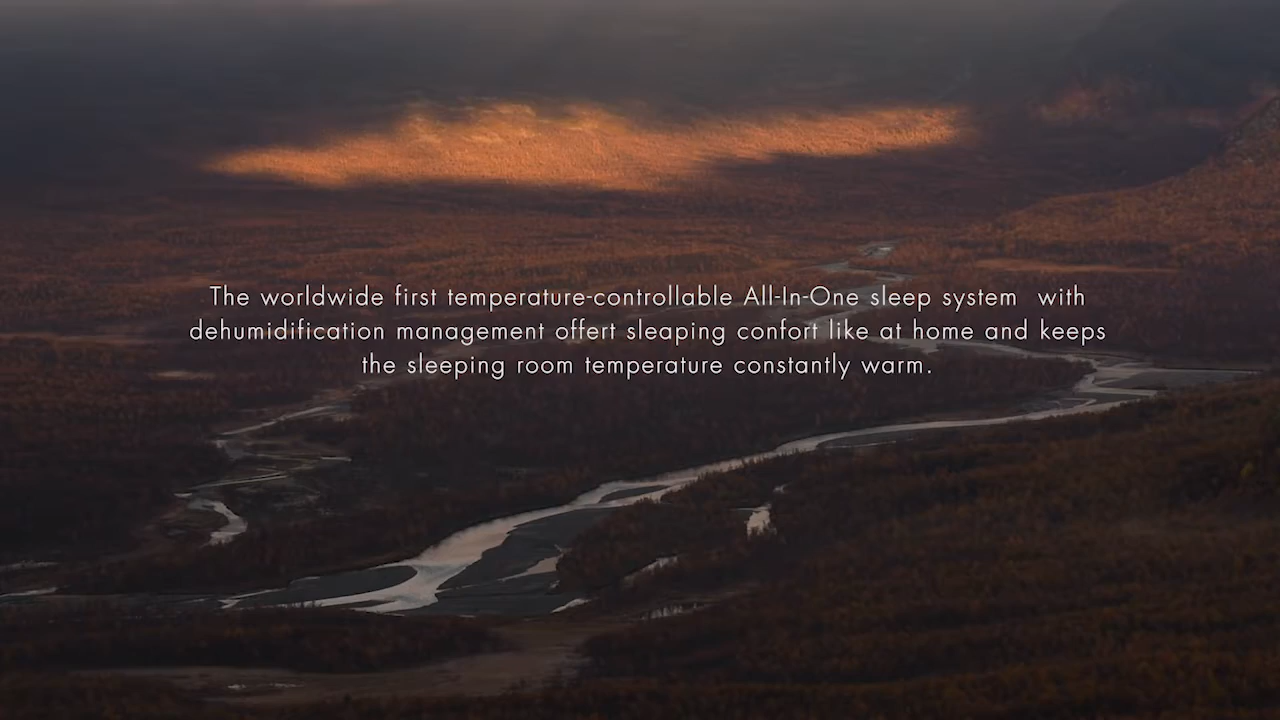 The worldwide first temperature-controllable All-In-One sleep system  with
dehumidification management offert sleaping confort like at home and keeps
the sleeping room temperature constantly warm.